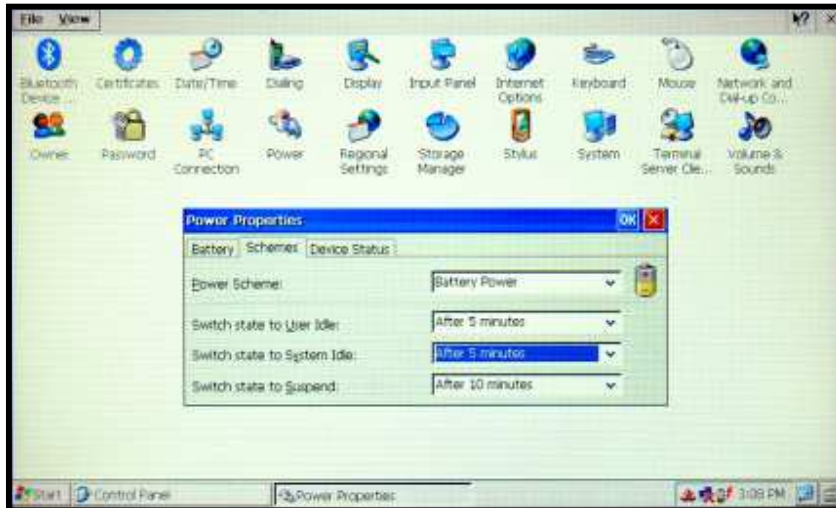 File View
Bluetooth Device ... Certificates Date/Time Dialing Display Input Panel Internet Options Keyboard Mouse Network and Dial-up Co...
Owner Password PC Connection Power Regional Settings Storage Manager Stylus System Terminal Server Clie... Volume & Sounds
Power Properties OK
Battery Schemes Device Status
Power Scheme: Battery Power
Switch state to User Idle: After 5 minutes
Switch state to System Idle: After 5 minutes
Switch state to Suspend: After 10 minutes
Start Control Panel Power Properties 3:08 PM